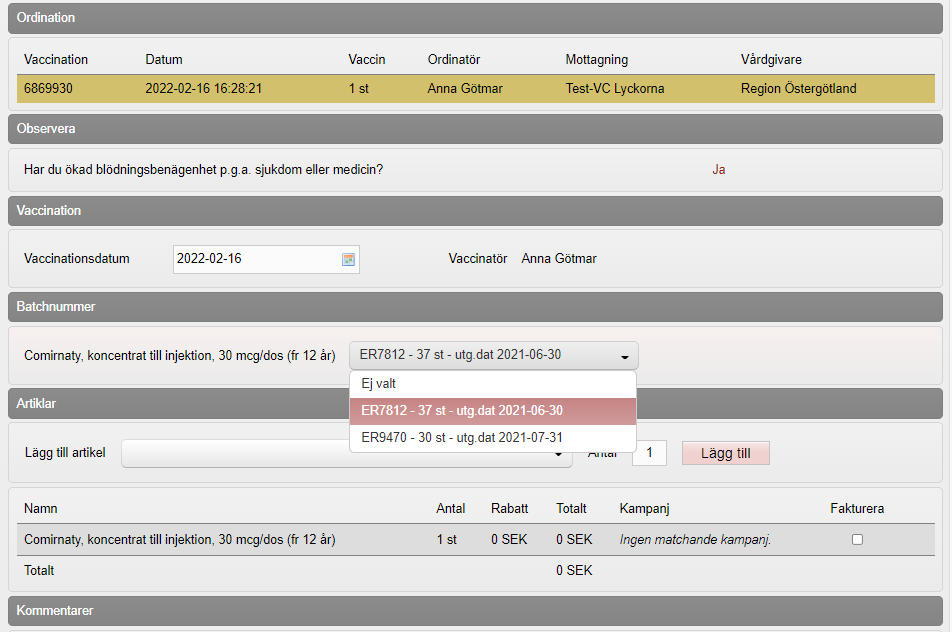 Ordination
Vaccination Datum Vaccin Ordinatör Mottagning Vårdgivare
6869930 2022-02-16 16:28:21 1 st Anna Götmar Test-VC Lyckorna Region Östergötland
Observera
Har du ökad blödningsbenägenhet p.g.a. sjukdom eller medicin? Ja
Vaccination
Vaccinationsdatum 2022-02-16 Vaccinatör Anna Götmar
Batchnummer
Comirnaty, koncentrat till injektion, 30 mcg/dos (fr 12 år) ER7812 - 37 st - utg.dat 2021-06-30
Ej valt
Artiklar
ER7812 - 37 st - utg.dat 2021-06-30
ER9470 - 30 st - utg.dat 2021-07-31
Lägg till artikel Antal 1 Lägg till
Namn Antal Rabatt Totalt Kampanj Fakturera
Comirnaty, koncentrat till injektion, 30 mcg/dos (fr 12 år) 1 st 0 SEK 0 SEK Ingen matchande kampanj.
Totalt 0 SEK
Kommentarer